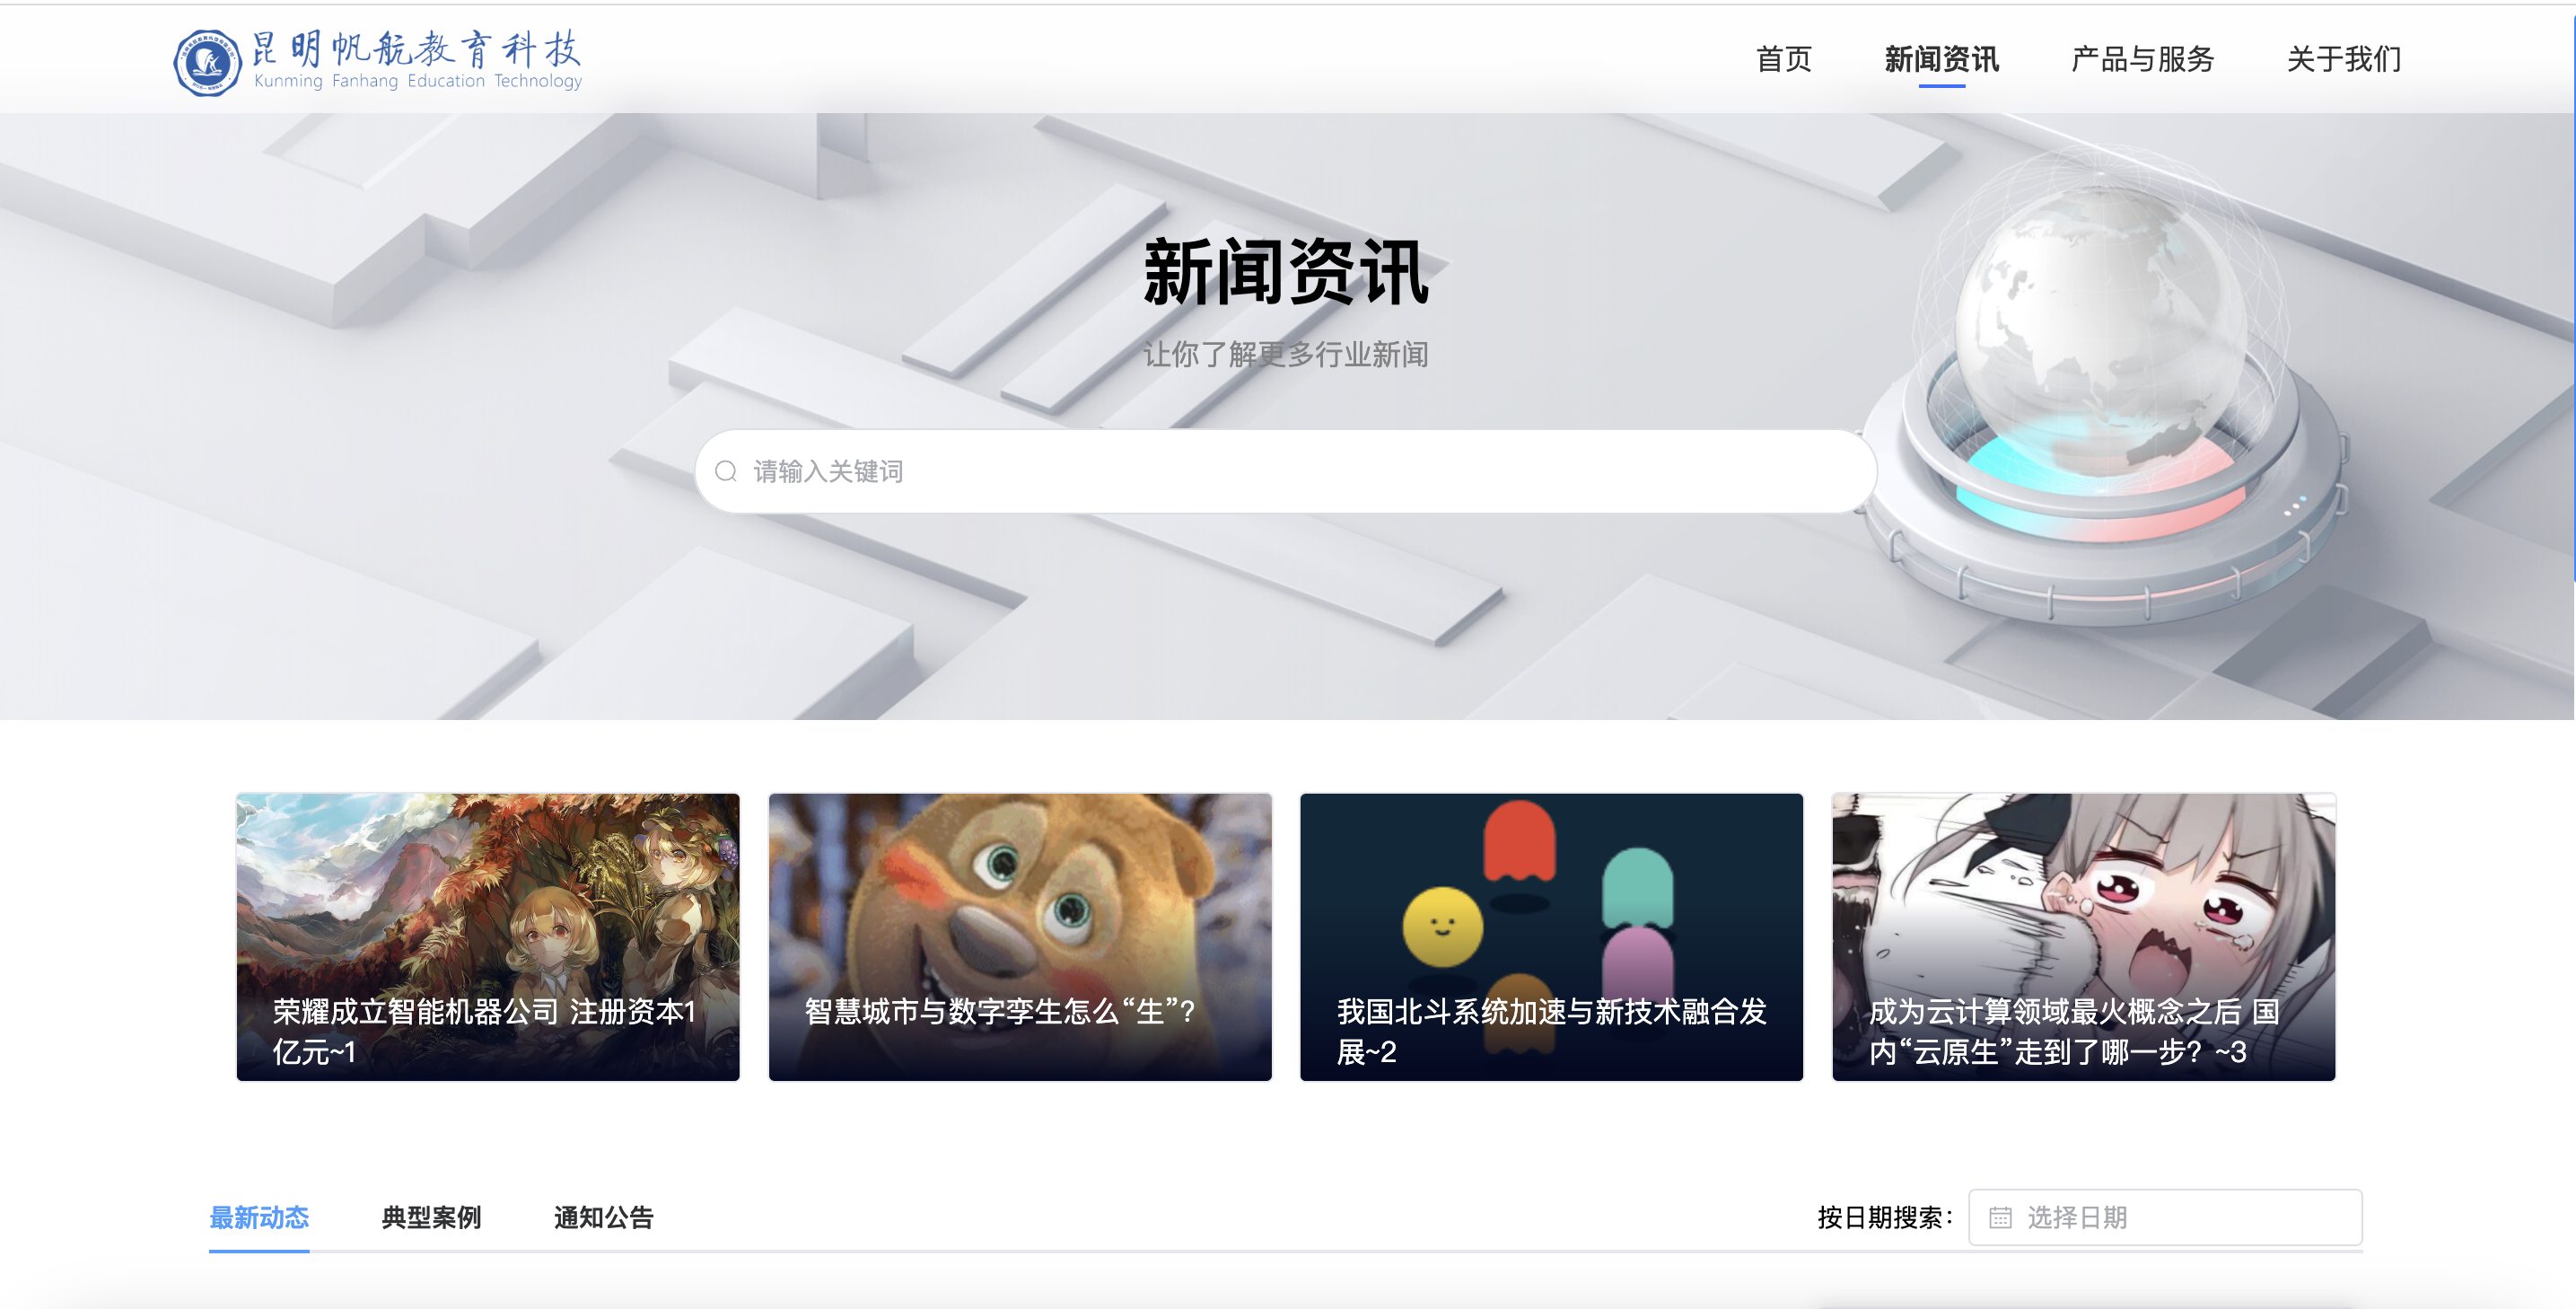 昆明帆航教育科技
Kunming Fanhang Education Technology
首页
新闻资讯
产品与服务
关于我们
新闻资讯
让你了解更多行业新闻
请输入关键词
荣耀成立智能机器公司 注册资本1
亿元~1
智慧城市与数字孪生怎么“生”？
我国北斗系统加速与新技术融合发
展~2
成为云计算领域最火概念之后 国
内“云原生”走到了哪一步？~3
最新动态
典型案例
通知公告
按日期搜索：
选择日期